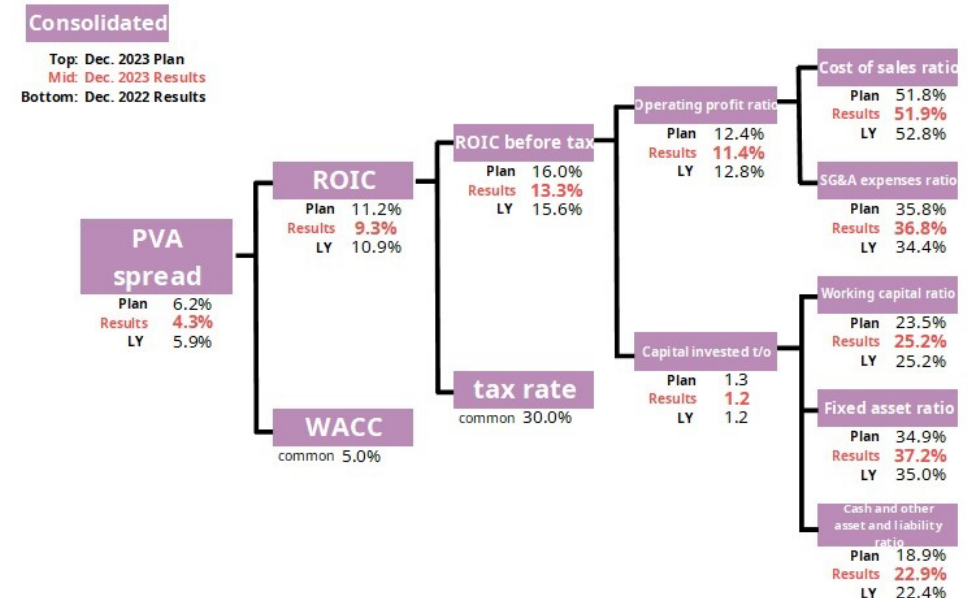 Consolidated
Top: Dec. 2023 Plan
Mid: Dec. 2023 Results
Bottom: Dec. 2022 Results
PVA
spread
Plan 6.2%
Results 4.3%
LY 5.9%
ROIC
Plan 11.2%
Results 9.3%
LY 10.9%
WACC
common 5.0%
ROIC before tax
Plan 16.0%
Results 13.3%
LY 15.6%
tax rate
common 30.0%
Operating profit ratio
Plan 12.4%
Results 11.4%
LY 12.8%
Capital invested t/o
Plan 1.3
Results 1.2
LY 1.2
Cost of sales ratio
Plan 51.8%
Results 51.9%
LY 52.8%
SG&A expenses ratio
Plan 35.8%
Results 36.8%
LY 34.4%
Working capital ratio
Plan 23.5%
Results 25.2%
LY 25.2%
Fixed asset ratio
Plan 34.9%
Results 37.2%
LY 35.0%
Cash and other
asset and liability
ratio
Plan 18.9%
Results 22.9%
LY 22.4%